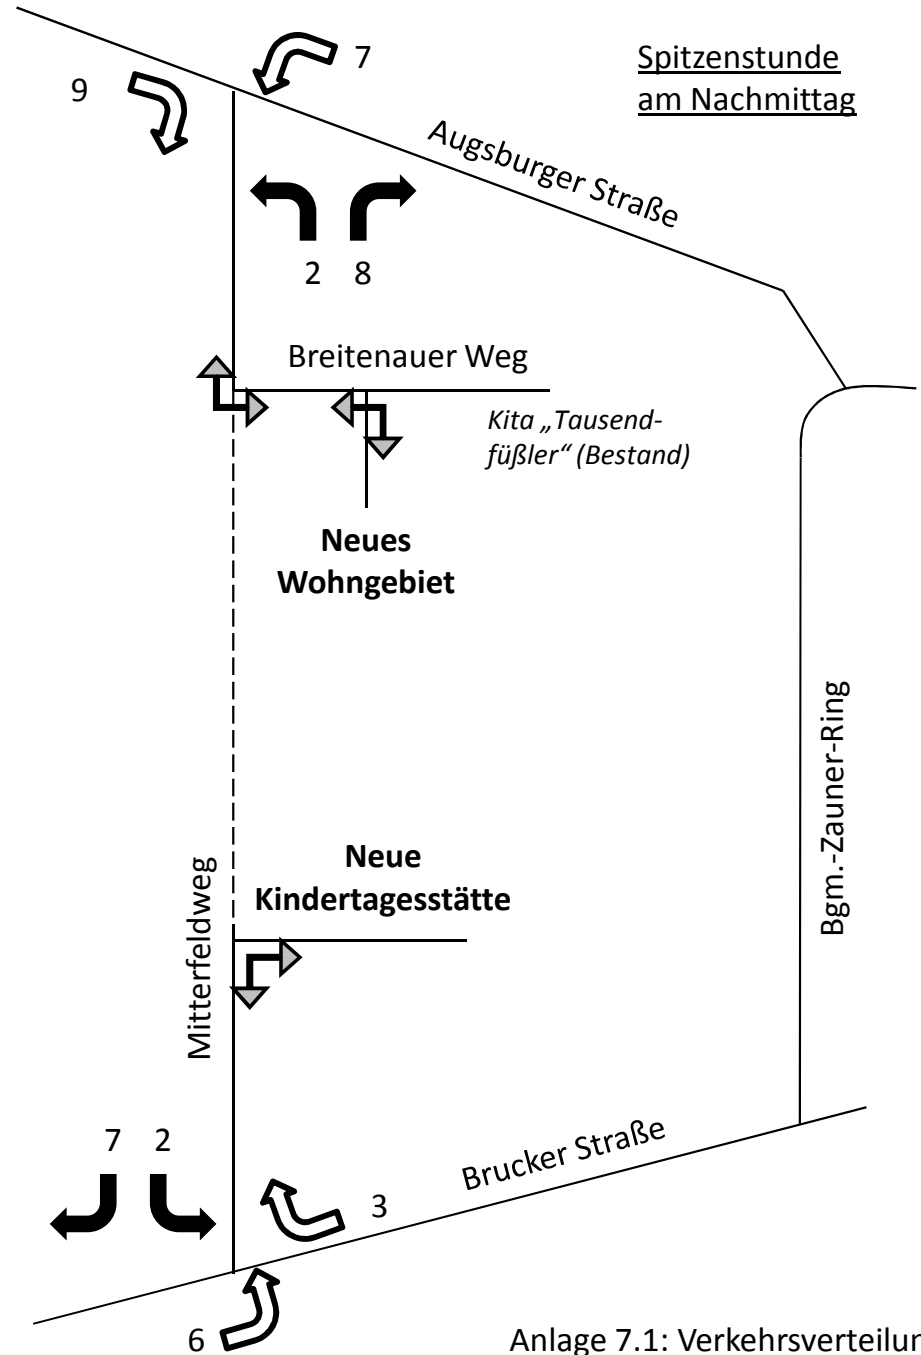 7
Spitzenstunde
am Nachmittag
9
Augsburger Straße
2 8
Breitenauer Weg
Kita „Tausend-
füßler“ (Bestand)
Neues
Wohngebiet
Bgm.-Zauner-Ring
Neue
Kindertagesstätte
Mitterfeldweg
7 2
Brucker Straße
3
6
Anlage 7.1: Verkehrsverteilun